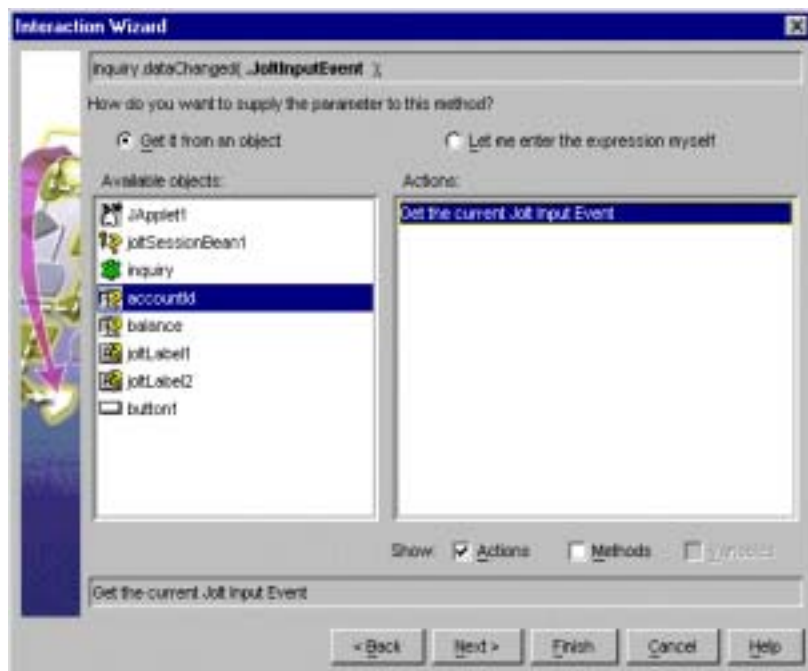 Interaction Wizard
inquiry.dataChanged( ..JoltInputEvent );
How do you want to supply the parameter to this method?
Get it from an object Let me enter the expression myself
Available objects: Actions:
JApplet1 Get the current Jolt Input Event
joltSessionBean1
inquiry
accountId
balance
joltLabel1
joltLabel2
button1
Show: Actions Methods Variables
Get the current Jolt Input Event
< Back Next > Finish Cancel Help